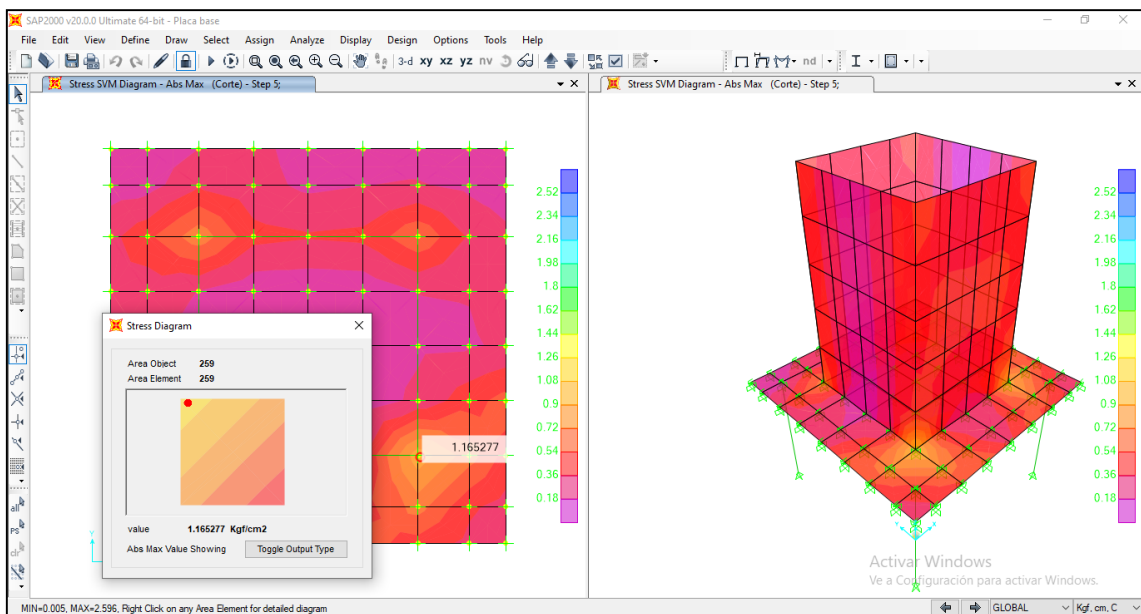 SAP2000 v20.0.0 Ultimate 64-bit - Placa base
File Edit View Define Draw Select Assign Analyze Display Design Options Tools Help
3-d xy xz yz nv nd
Stress SVM Diagram - Abs Max (Corte) - Step 5;
Stress SVM Diagram - Abs Max (Corte) - Step 5;
2.52
2.34
2.16
1.98
1.8
1.62
1.44
1.26
1.08
0.9
0.72
0.54
0.36
0.18
2.52
2.34
2.16
1.98
1.8
1.62
1.44
1.26
1.08
0.9
0.72
0.54
0.36
0.18
Stress Diagram
Area Object 259
Area Element 259
value 1.165277 Kgf/cm2
Abs Max Value Showing Toggle Output Type
1.165277
Y
all
PS
clr
Activar Windows
Ve a Configuración para activar Windows.
MIN=0.005, MAX=2.596, Right Click on any Area Element for detailed diagram
GLOBAL
Kgf, cm, C